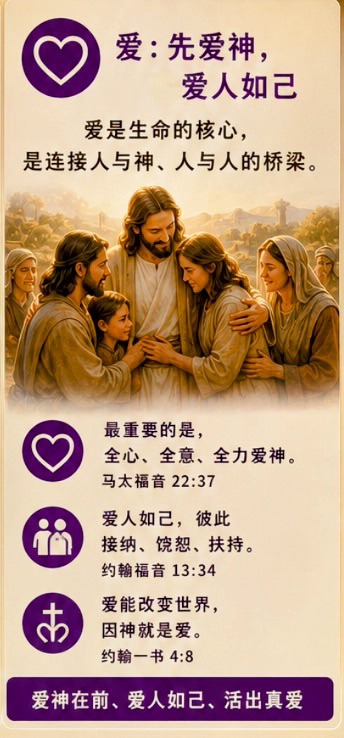 爱:先爱神,
爱人如己
爱是生命的核心,
是连接人与神、人与人的桥梁。
最重要的是,
全心、全意、全力爱神。
马太福音 22:37
爱人如己,彼此
接纳、饶恕、扶持。
约翰福音 13:34
爱能改变世界,
因神就是爱。
约翰一书 4:8
爱神在前、爱人如己、活出真爱